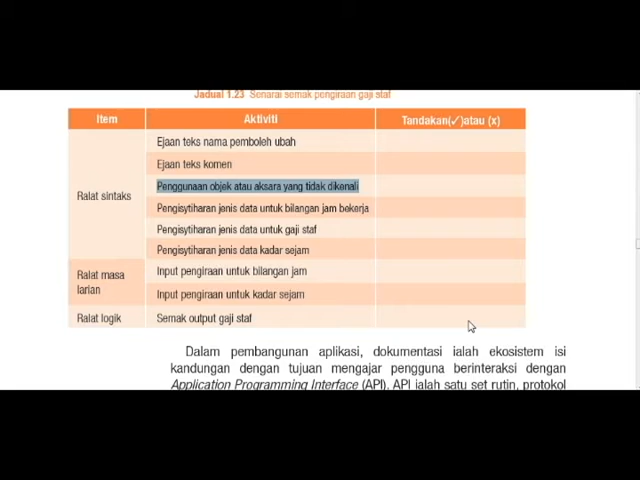 Jadual 1.23 Senarai semak pengiraan gaji staf
Item Aktiviti Tandakan(✓)atau (x)
Ralat sintaks
Ejaan teks nama pemboleh ubah
Ejaan teks komen
Penggunaan objek atau aksara yang tidak dikenali
Pengisytiharan jenis data untuk bilangan jam bekerja
Pengisytiharan jenis data untuk gaji staf
Pengisytiharan jenis data kadar sejam
Ralat masa
larian
Input pengiraan untuk bilangan jam
Input pengiraan untuk kadar sejam
Ralat logik Semak output gaji staf
Dalam pembangunan aplikasi, dokumentasi ialah ekosistem isi
kandungan dengan tujuan mengajar pengguna berinteraksi dengan
Application Programming Interface (API). API ialah satu set rutin, protokol